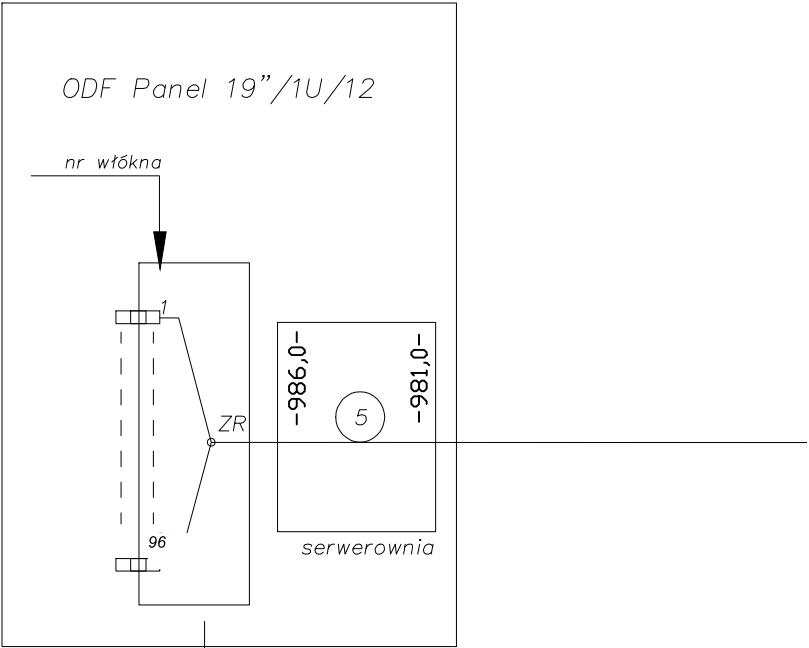 ODF Panel 19”/1U/12
nr włókna
1
-986,0-
-981,0-
5
ZR
96
serwerownia